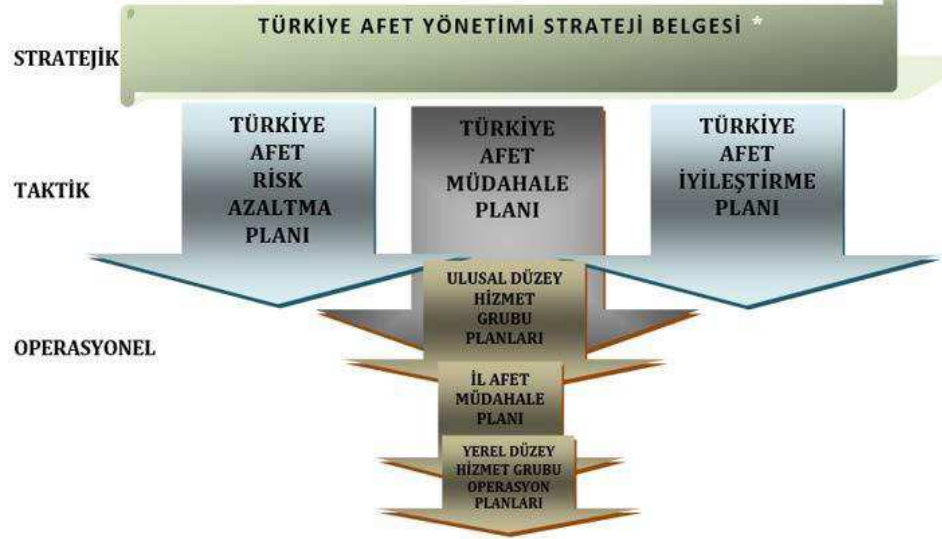 TÜRKİYE AFET YÖNETİMİ STRATEJİ BELGESİ *
STRATEJİK
TÜRKİYE
AFET
RİSK
AZALTMA
PLANI
TÜRKİYE
AFET
MÜDAHALE
PLANI
TÜRKİYE
AFET
İYİLEŞTİRME
PLANI
TAKTİK
ULUSAL DÜZEY
HİZMET
GRUBU
PLANLARI
OPERASYONEL
İL AFET
MÜDAHALE
PLANI
YEREL DÜZEY
HİZMET GRUBU
OPERASYON
PLANLARI